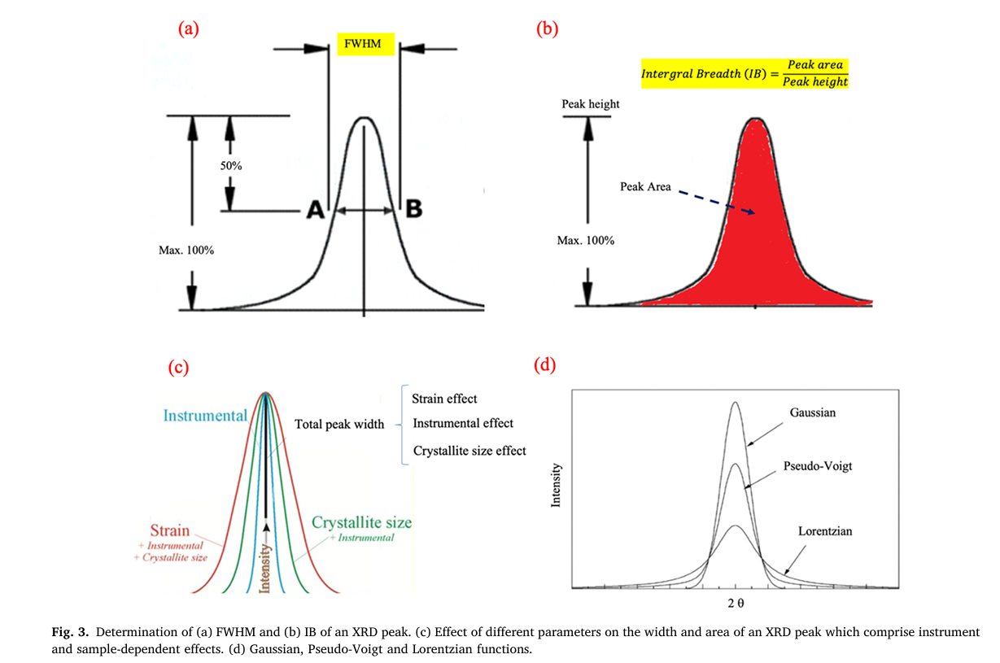 (a)
FWHM
50%
A
B
Max. 100%
(b)
Intergral Breadth (IB) = Peak area / Peak height
Peak height
Peak Area
Max. 100%
(c)
Instrumental
Total peak width
Strain effect
Instrumental effect
Crystallite size effect
Strain
+ Instrumental
+ Crystallite size
Crystallite size
+ Instrumental
Intensity
(d)
Gaussian
Pseudo-Voigt
Lorentzian
Intensity
2 θ
Fig. 3. Determination of (a) FWHM and (b) IB of an XRD peak. (c) Effect of different parameters on the width and area of an XRD peak which comprise instrument
and sample-dependent effects. (d) Gaussian, Pseudo-Voigt and Lorentzian functions.